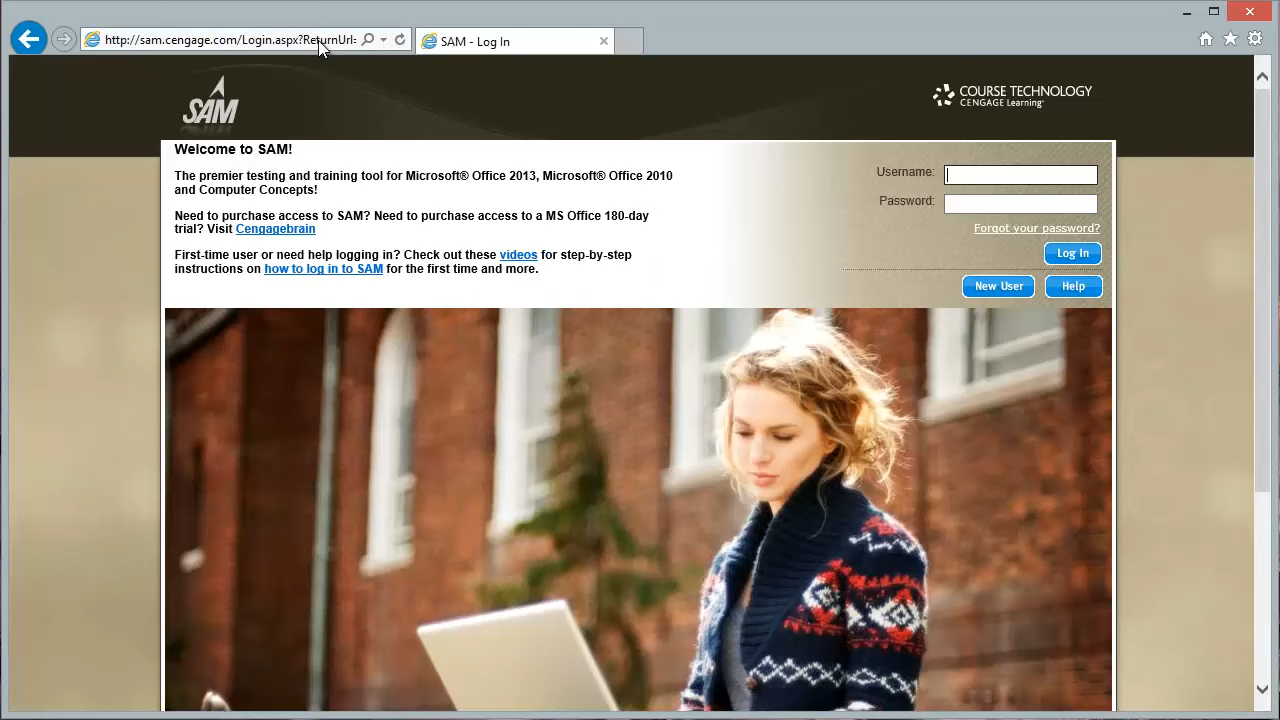 http://sam.cengage.com/Login.aspx?ReturnUrl=
SAM - Log In
SAM
COURSE TECHNOLOGY
CENGAGE Learning™
Welcome to SAM!
The premier testing and training tool for Microsoft® Office 2013, Microsoft® Office 2010
and Computer Concepts!
Need to purchase access to SAM? Need to purchase access to a MS Office 180-day
trial? Visit Cengagebrain
First-time user or need help logging in? Check out these videos for step-by-step
instructions on how to log in to SAM for the first time and more.
Username:
Password:
Forgot your password?
Log In
New User Help